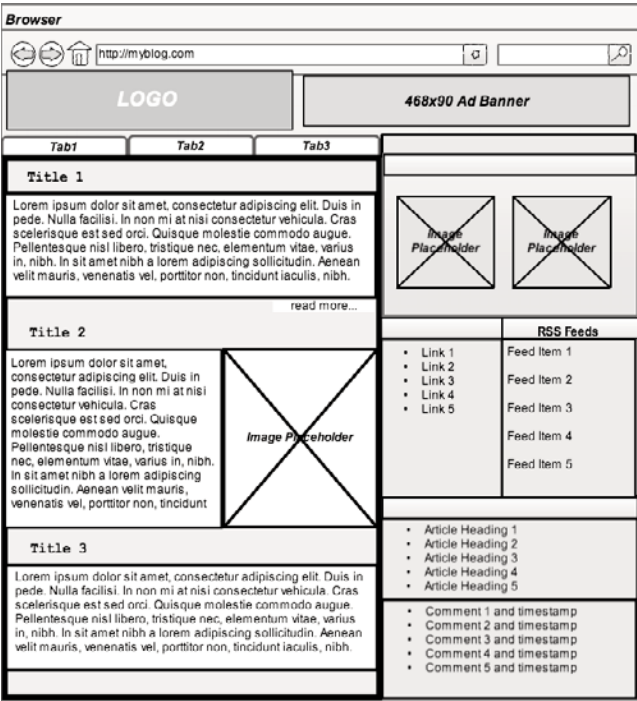 Browser
http://myblog.com
LOGO
468x90 Ad Banner
Tab1
Tab2
Tab3
Title 1
Lorem ipsum dolor sit amet, consectetur adipiscing elit. Duis in
pede. Nulla facilisi. In non mi at nisi consectetur vehicula. Cras
scelerisque est sed orci. Quisque molestie commodo augue.
Pellentesque nisl libero, tristique nec, elementum vitae, varius
in, nibh. In sit amet nibh a lorem adipiscing sollicitudin. Aenean
velit mauris, venenatis vel, porttitor non, tincidunt iaculis, nibh.
read more...
Title 2
Lorem ipsum dolor sit amet,
consectetur adipiscing elit. Duis in
pede. Nulla facilisi. In non mi at nisi
consectetur vehicula. Cras
scelerisque est sed orci. Quisque
molestie commodo augue.
Pellentesque nisl libero, tristique
nec, elementum vitae, varius in, nibh.
In sit amet nibh a lorem adipiscing
sollicitudin. Aenean velit mauris,
venenatis vel, porttitor non, tincidunt
Image Placeholder
Title 3
Lorem ipsum dolor sit amet, consectetur adipiscing elit. Duis in
pede. Nulla facilisi. In non mi at nisi consectetur vehicula. Cras
scelerisque est sed orci. Quisque molestie commodo augue.
Pellentesque nisl libero, tristique nec, elementum vitae, varius
in, nibh. In sit amet nibh a lorem adipiscing sollicitudin. Aenean
velit mauris, venenatis vel, porttitor non, tincidunt iaculis, nibh.
Image
Placeholder
Image
Placeholder
• Link 1
• Link 2
• Link 3
• Link 4
• Link 5
RSS Feeds
Feed Item 1
Feed Item 2
Feed Item 3
Feed Item 4
Feed Item 5
• Article Heading 1
• Article Heading 2
• Article Heading 3
• Article Heading 4
• Article Heading 5
• Comment 1 and timestamp
• Comment 2 and timestamp
• Comment 3 and timestamp
• Comment 4 and timestamp
• Comment 5 and timestamp